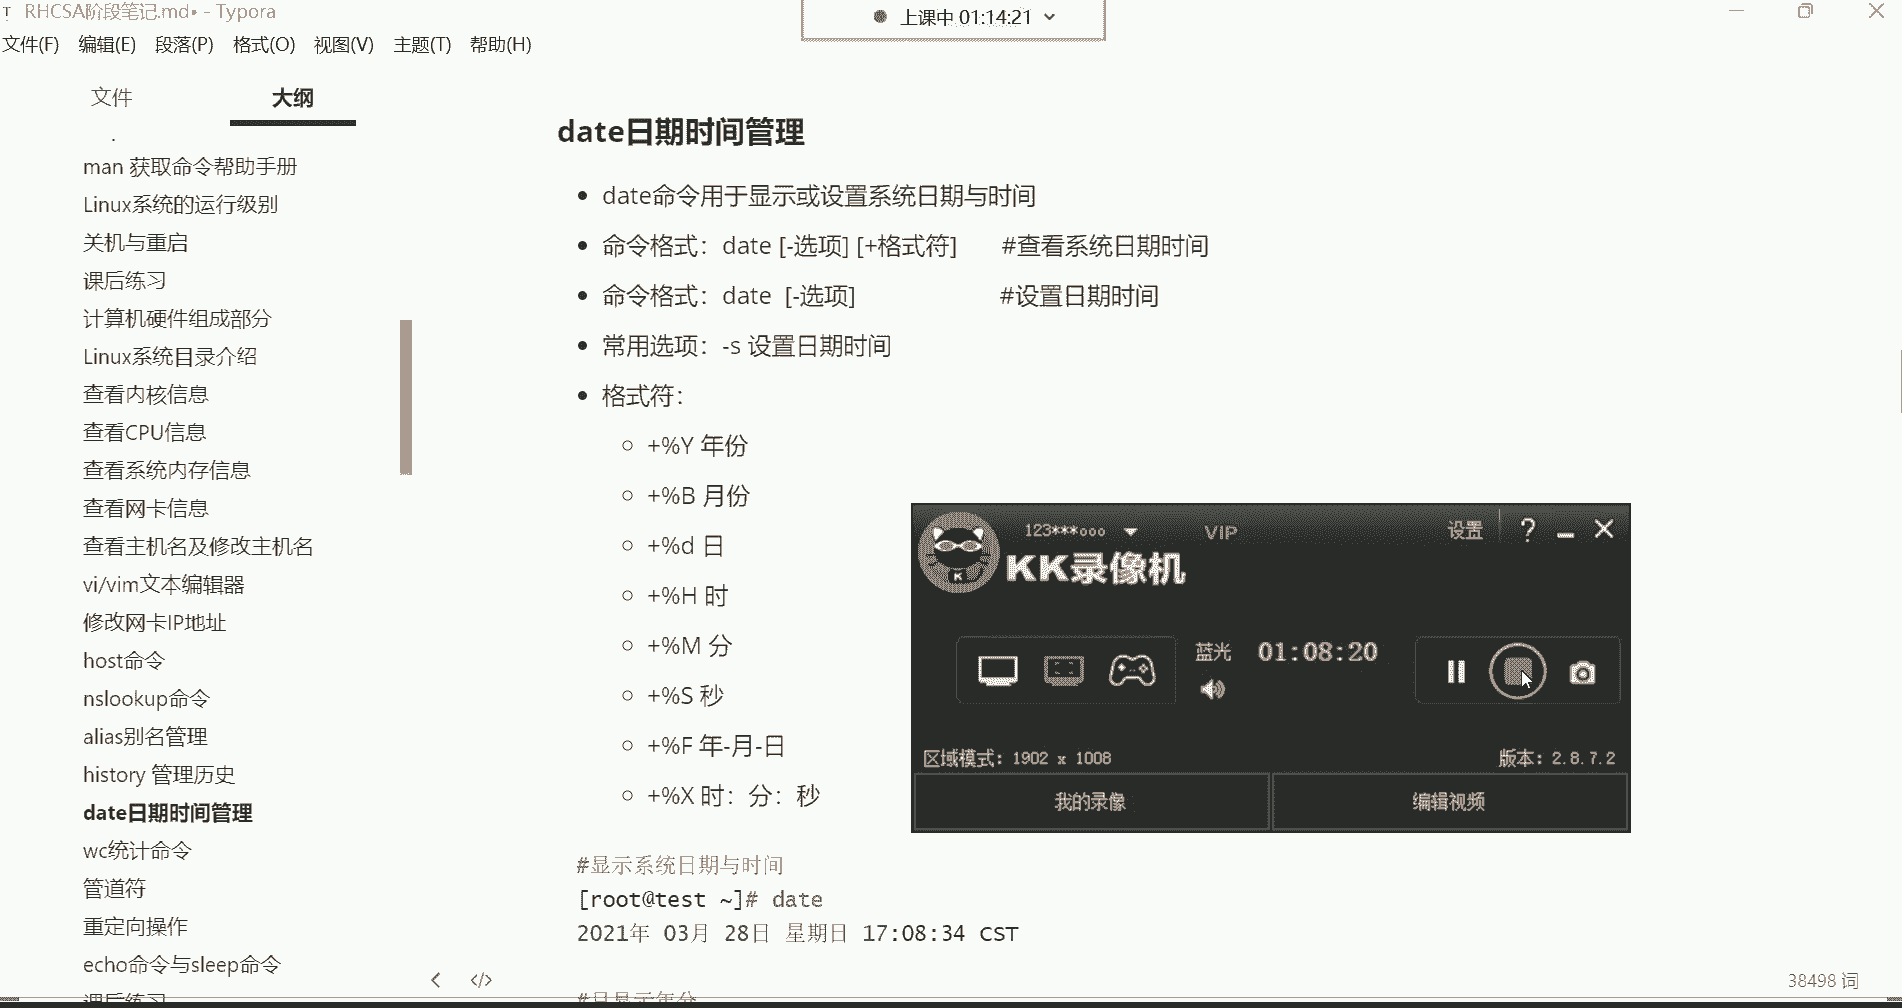 RHCSA阶段笔记.md• - Typora
上课中 01:14:21
文件(F) 编辑(E) 段落(P) 格式(O) 视图(V) 主题(T) 帮助(H)
文件 大纲
man 获取命令帮助手册
Linux系统的运行级别
关机与重启
课后练习
计算机硬件组成部分
Linux系统目录介绍
查看内核信息
查看CPU信息
查看系统内存信息
查看网卡信息
查看主机名及修改主机名
vi/vim文本编辑器
修改网卡IP地址
host命令
nslookup命令
alias别名管理
history 管理历史
date日期时间管理
wc统计命令
管道符
重定向操作
echo命令与sleep命令
课后练习
date日期时间管理
date命令用于显示或设置系统日期与时间
命令格式：date [-选项] [+格式符] #查看系统日期时间
命令格式：date [-选项] #设置日期时间
常用选项：-s 设置日期时间
格式符：
+%Y 年份
+%B 月份
+%d 日
+%H 时
+%M 分
+%S 秒
+%F 年-月-日
+%X 时：分：秒
#显示系统日期与时间
[root@test ~]# date
2021年 03月 28日 星期日 17:08:34 CST
#只显示年份
123***ooo VIP 设置 ?
KK录像机
蓝光 01:08:20
区域模式：1902 x 1008 版本：2.8.7.2
我的录像 编辑视频
</> 38498 词